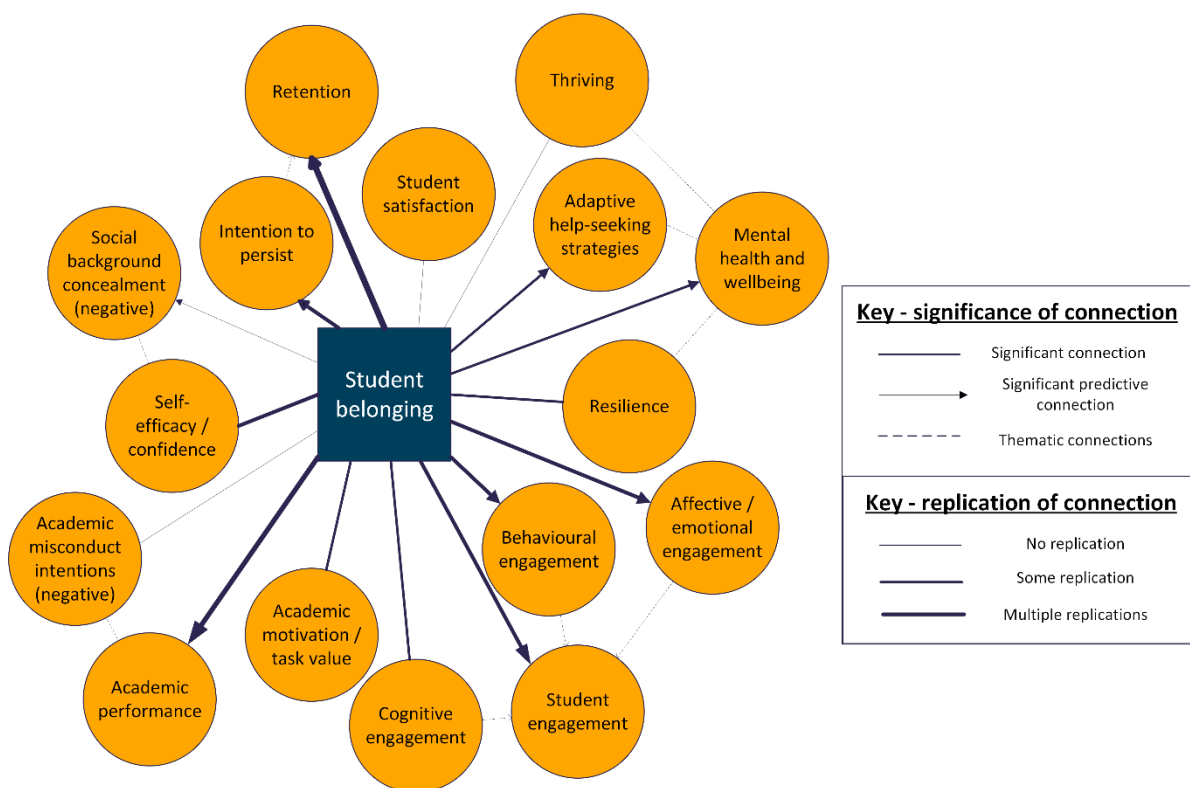 Retention
Thriving
Student
satisfaction
Adaptive
help-seeking
strategies
Intention to
persist
Social
background
concealment
(negative)
Mental
health and
wellbeing
Student
belonging
Self-
efficacy /
confidence
Resilience
Academic
misconduct
intentions
(negative)
Behavioural
engagement
Affective /
emotional
engagement
Academic
motivation /
task value
Academic
performance
Cognitive
engagement
Student
engagement
Key - significance of connection
Significant connection
Significant predictive
connection
Thematic connections
Key - replication of connection
No replication
Some replication
Multiple replications